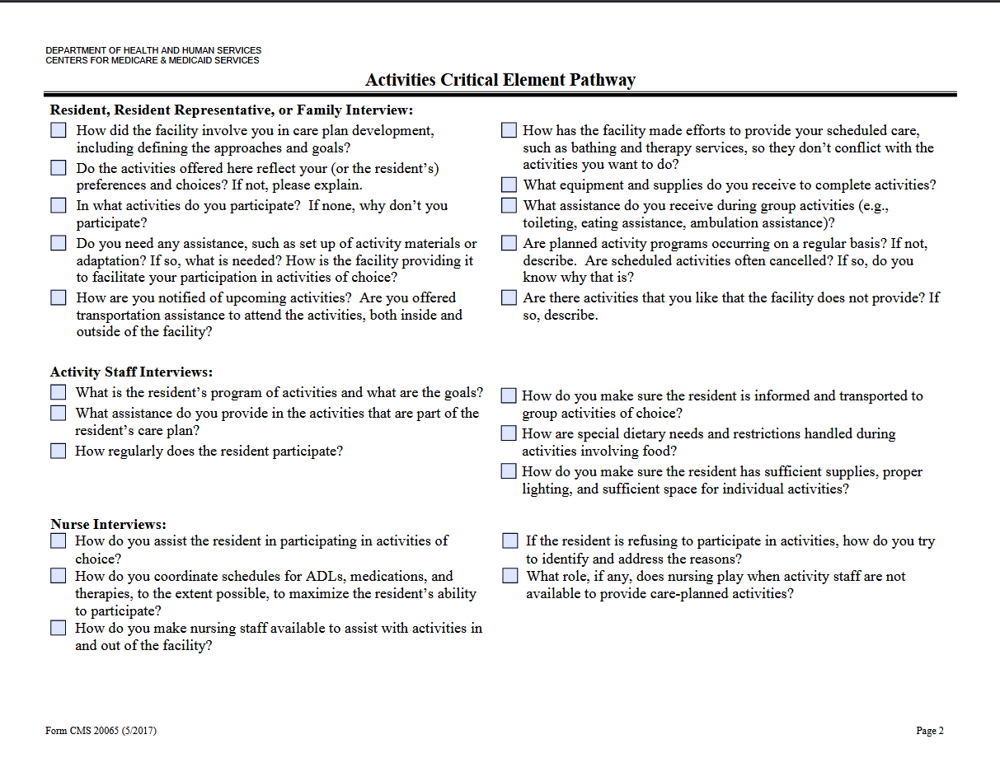 DEPARTMENT OF HEALTH AND HUMAN SERVICES
CENTERS FOR MEDICARE & MEDICAID SERVICES
Activities Critical Element Pathway
Resident, Resident Representative, or Family Interview:
How did the facility involve you in care plan development,
including defining the approaches and goals?
Do the activities offered here reflect your (or the resident’s)
preferences and choices? If not, please explain.
In what activities do you participate?  If none, why don’t you
participate?
Do you need any assistance, such as set up of activity materials or
adaptation? If so, what is needed? How is the facility providing it
to facilitate your participation in activities of choice?
How are you notified of upcoming activities?  Are you offered
transportation assistance to attend the activities, both inside and
outside of the facility?
How has the facility made efforts to provide your scheduled care,
such as bathing and therapy services, so they don’t conflict with the
activities you want to do?
What equipment and supplies do you receive to complete activities?
What assistance do you receive during group activities (e.g.,
toileting, eating assistance, ambulation assistance)?
Are planned activity programs occurring on a regular basis? If not,
describe.  Are scheduled activities often cancelled? If so, do you
know why that is?
Are there activities that you like that the facility does not provide? If
so, describe.
Activity Staff Interviews:
What is the resident’s program of activities and what are the goals?
What assistance do you provide in the activities that are part of the
resident’s care plan?
How regularly does the resident participate?
How do you make sure the resident is informed and transported to
group activities of choice?
How are special dietary needs and restrictions handled during
activities involving food?
How do you make sure the resident has sufficient supplies, proper
lighting, and sufficient space for individual activities?
Nurse Interviews:
How do you assist the resident in participating in activities of
choice?
How do you coordinate schedules for ADLs, medications, and
therapies, to the extent possible, to maximize the resident’s ability
to participate?
How do you make nursing staff available to assist with activities in
and out of the facility?
If the resident is refusing to participate in activities, how do you try
to identify and address the reasons?
What role, if any, does nursing play when activity staff are not
available to provide care-planned activities?
Form CMS 20065 (5/2017)
Page 2